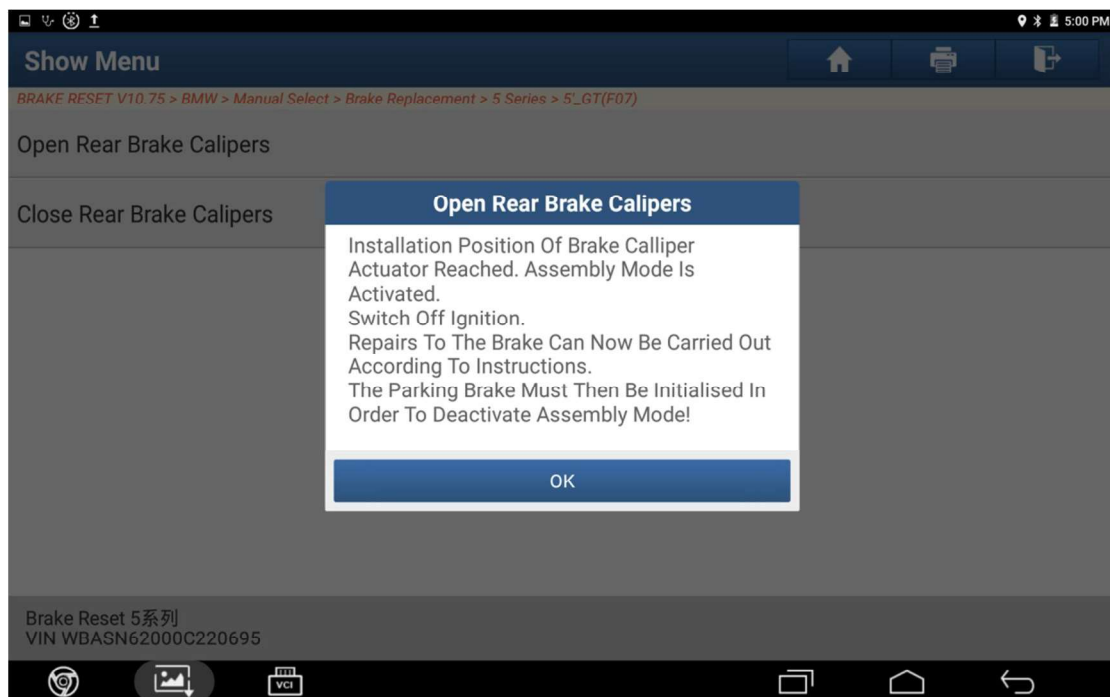 5:00 PM
Show Menu
BRAKE RESET V10.75 > BMW > Manual Select > Brake Replacement > 5 Series > 5'_GT(F07)
Open Rear Brake Calipers
Close Rear Brake Calipers
Open Rear Brake Calipers
Installation Position Of Brake Calliper
Actuator Reached. Assembly Mode Is
Activated.
Switch Off Ignition.
Repairs To The Brake Can Now Be Carried Out
According To Instructions.
The Parking Brake Must Then Be Initialised In
Order To Deactivate Assembly Mode!
OK
Brake Reset 5系列
VIN WBASN62000C220695
VCI